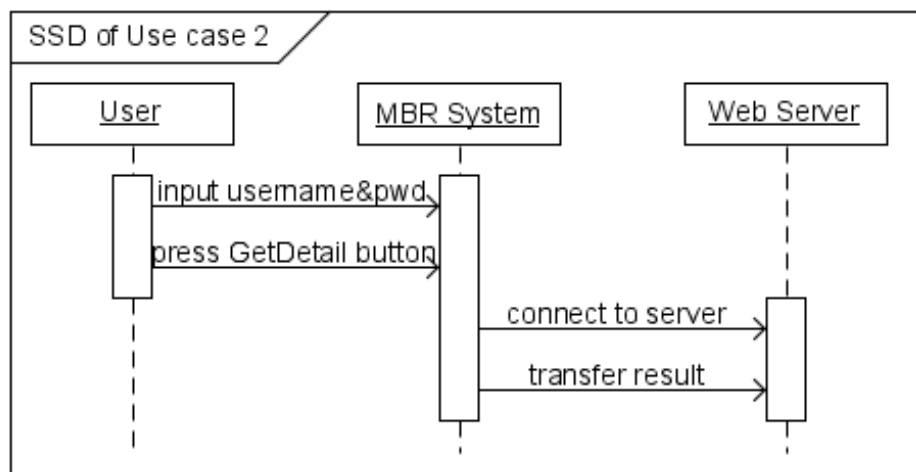 SSD of Use case 2
User
MBR System
Web Server
input username&pwd
press GetDetail button
connect to server
transfer result